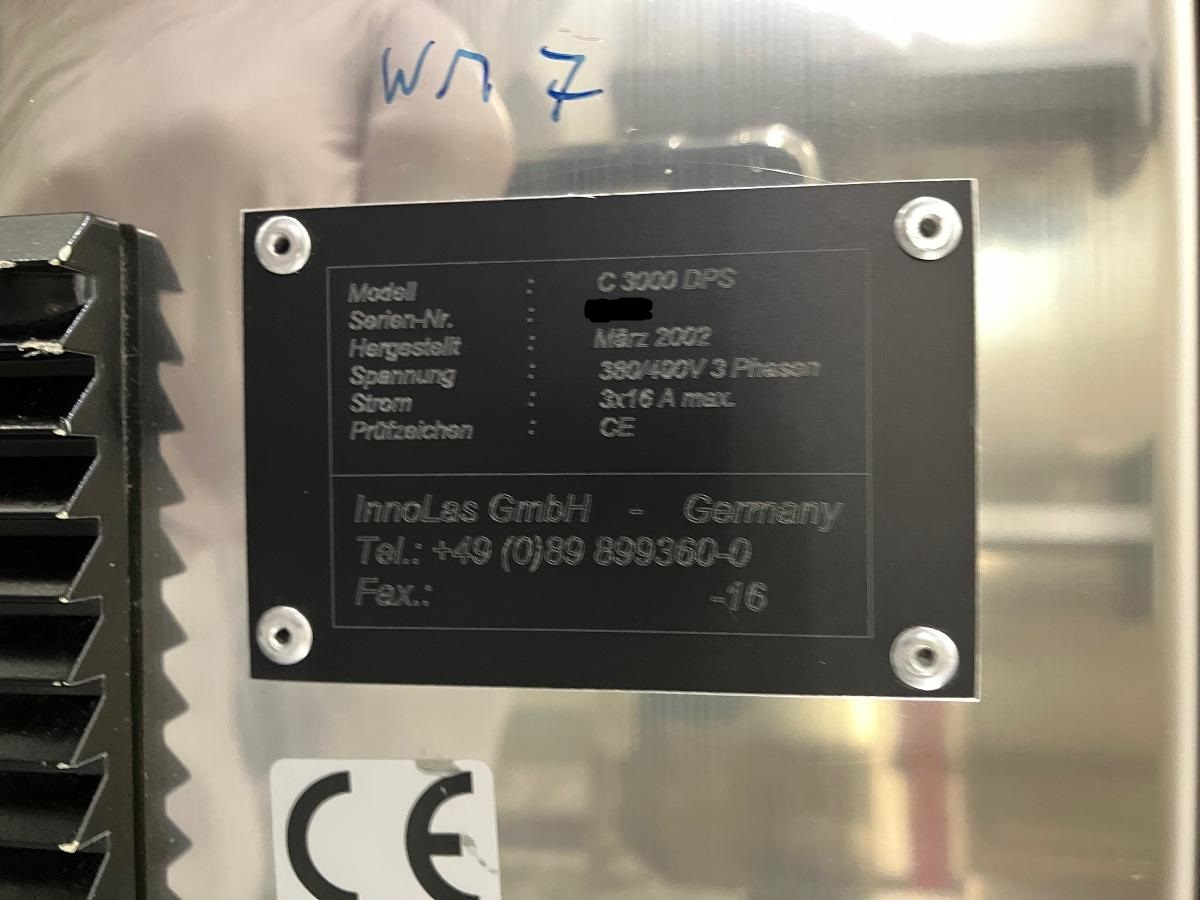 WM 7
Modell : C 3000 DPS
Serien-Nr. :
Hergestellt : März 2002
Spannung : 380/400V 3 Phasen
Strom : 3x16 A max.
Prüfzeichen : CE
InnoLas GmbH - Germany
Tel.: +49 (0)89 899360-0
Fax.: -16
CE